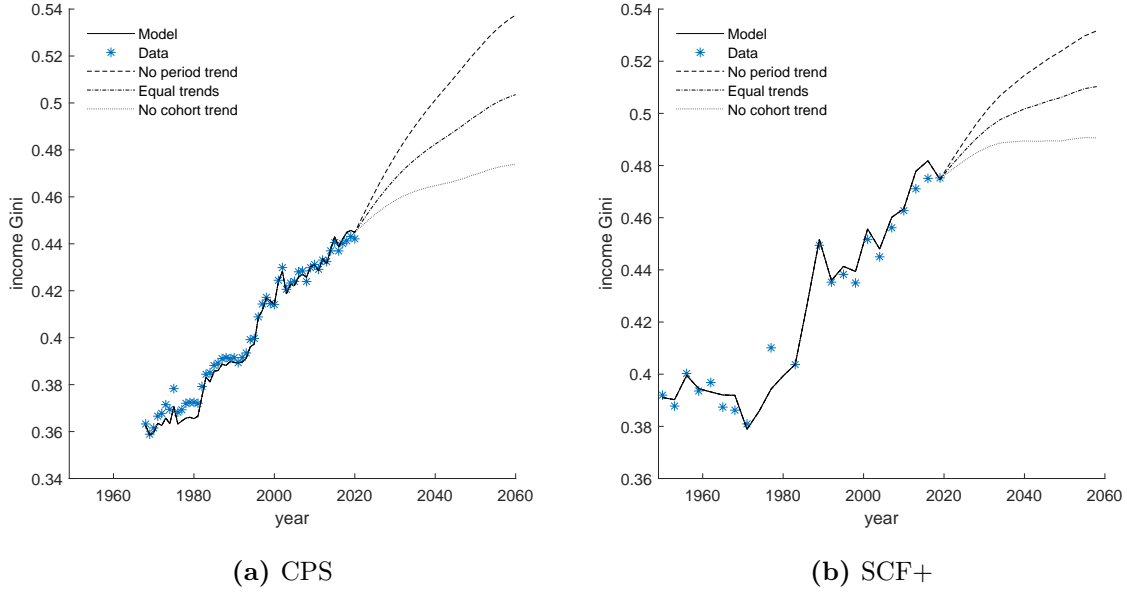 0.54
0.52
0.5
0.48
0.46
0.44
0.42
0.4
0.38
0.36
0.34
income Gini
Model
Data
No period trend
Equal trends
No cohort trend
1960 1980 2000 2020 2040 2060
year
(a) CPS
0.54
0.52
0.5
0.48
0.46
0.44
0.42
0.4
0.38
0.36
income Gini
Model
Data
No period trend
Equal trends
No cohort trend
1960 1980 2000 2020 2040 2060
year
(b) SCF+